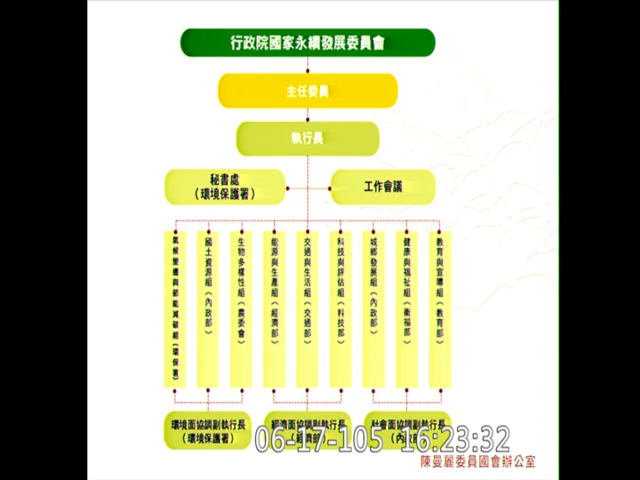 行政院國家永續發展委員會
主任委員
執行長
秘書處
（環境保護署）
工作會議
氣候變遷與節能減碳組（環保署）
國土資源組（內政部）
生物多樣性組（農委會）
能源與生產組（經濟部）
交通與生活組（交通部）
科技與評估組（科技部）
城鄉發展組（內政部）
健康與福祉組（衛福部）
教育與宣導組（教育部）
環境面協調副執行長
（環境保護署）
經濟面協調副執行長
（經濟部）
社會面協調副執行長
（內政部）
06-17-105 16:23:32
陳曼麗委員國會辦公室